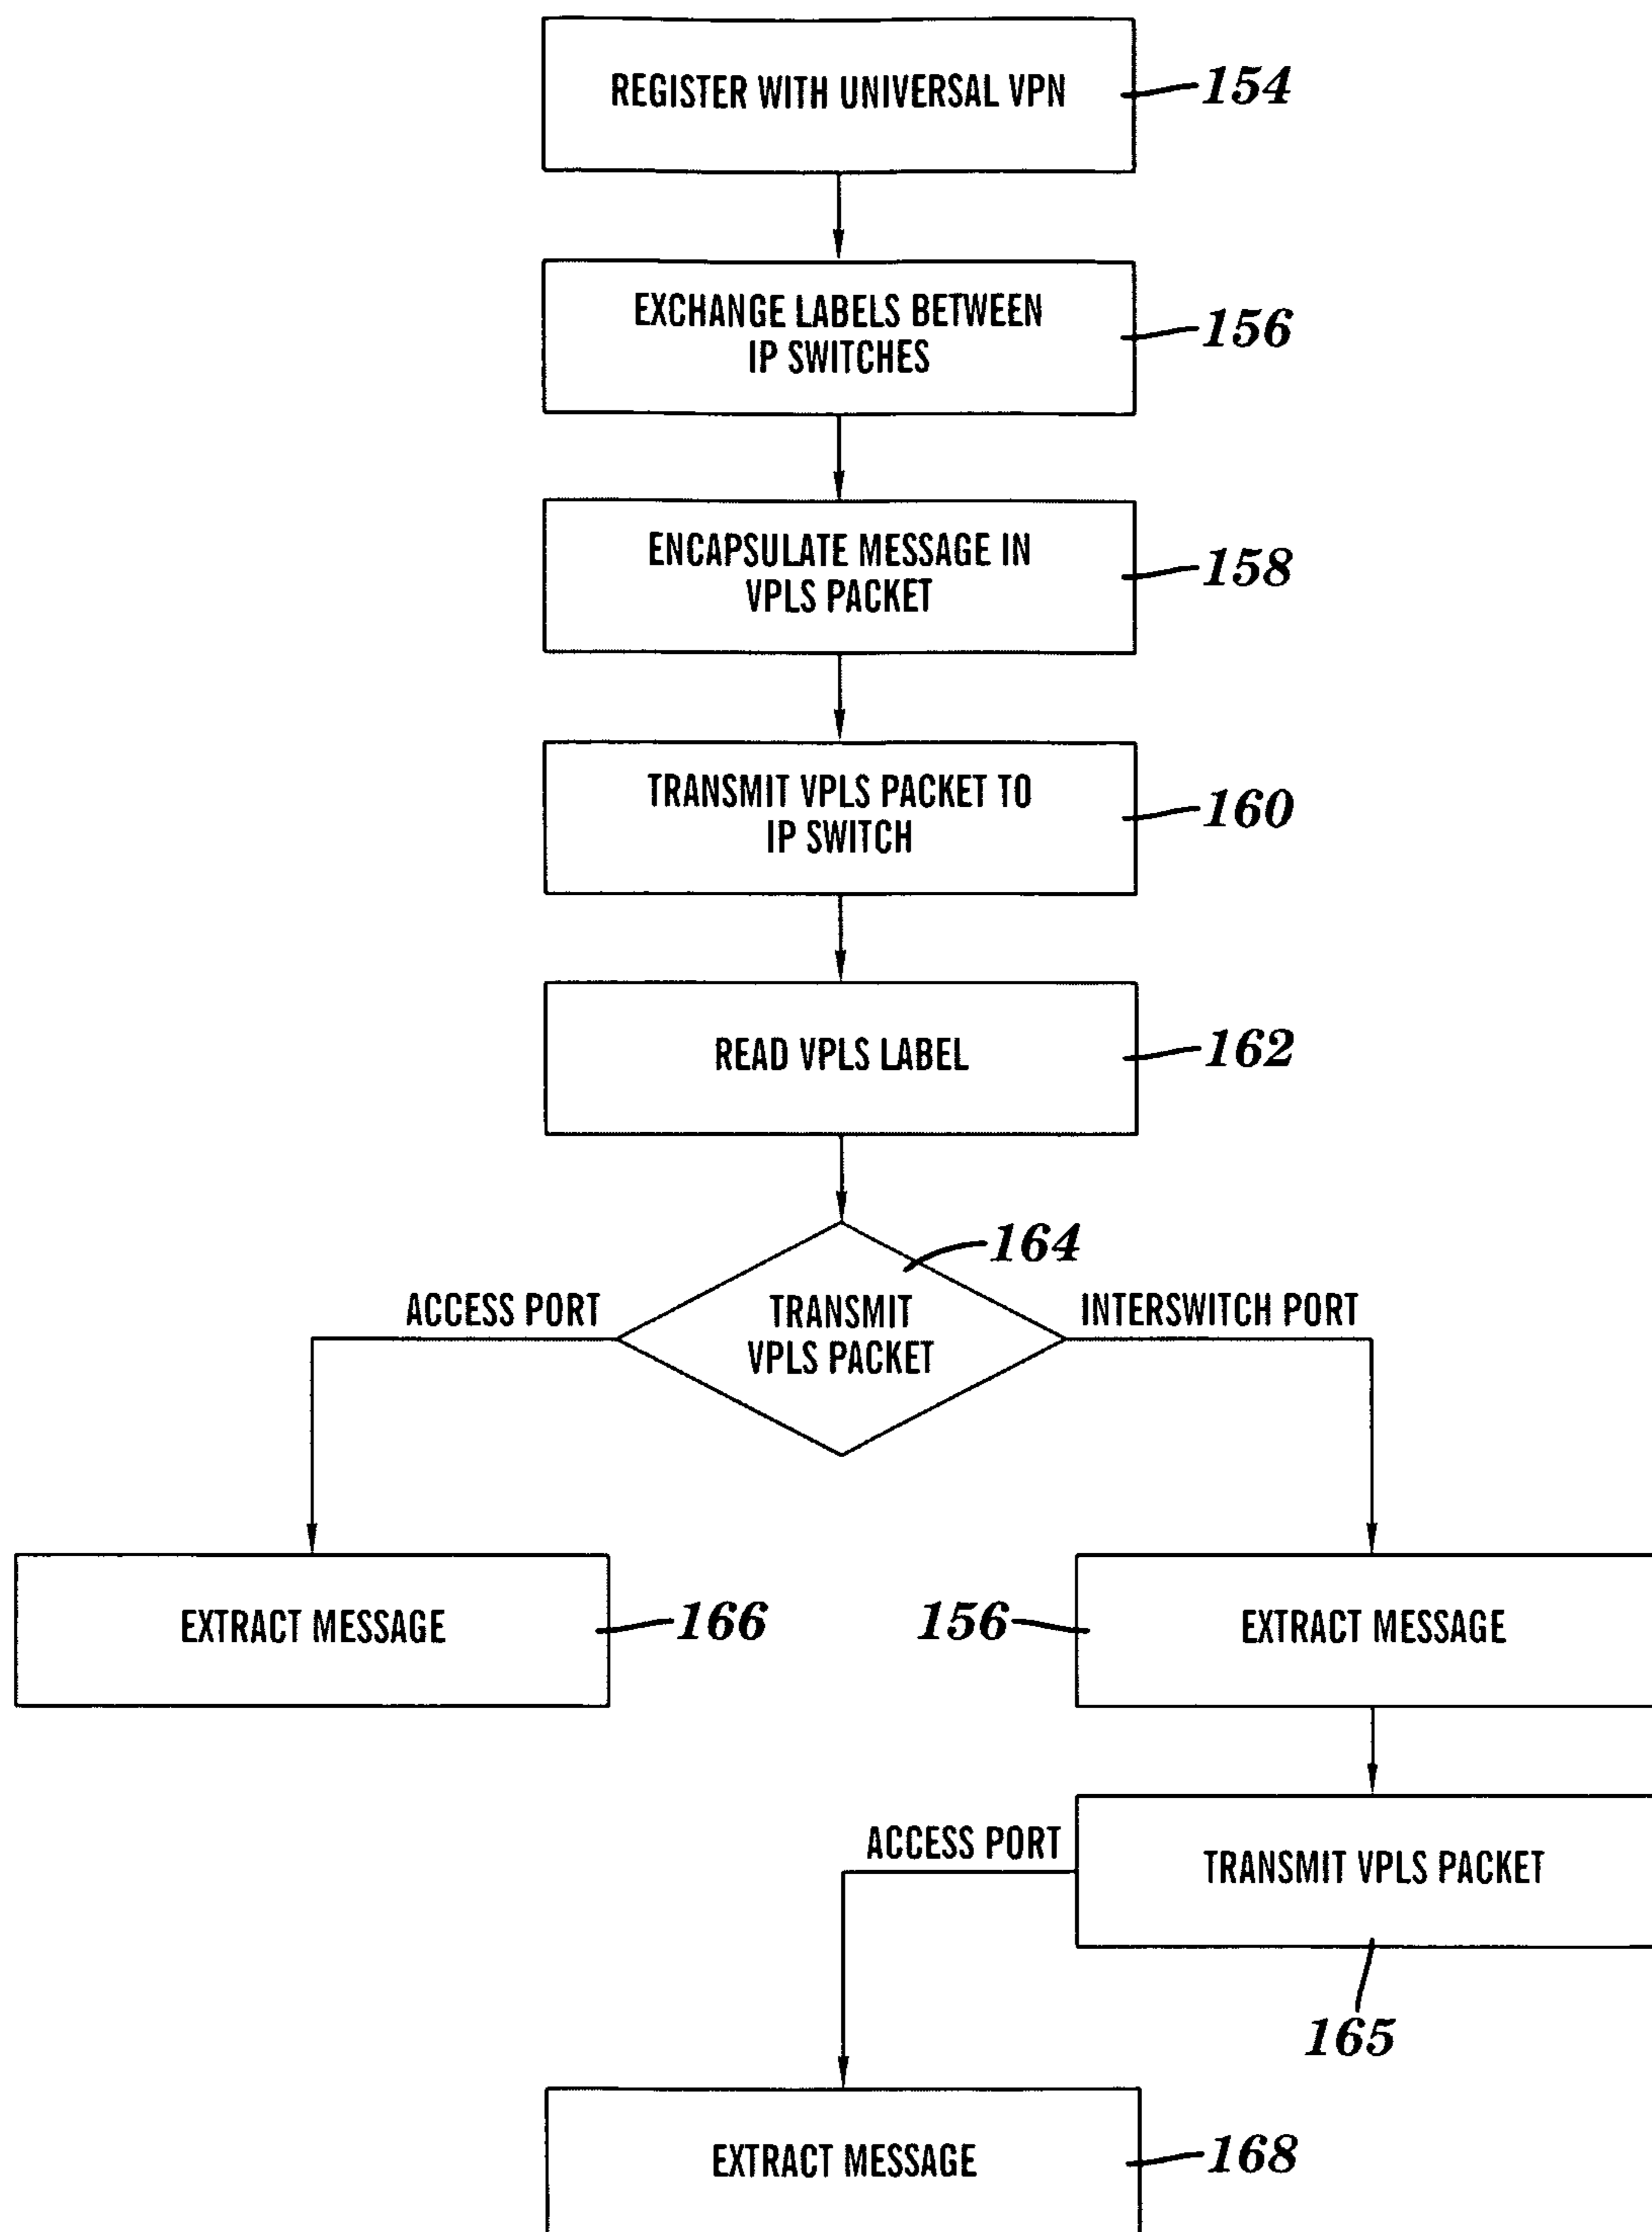 REGISTER WITH UNIVERSAL VPN
154
EXCHANGE LABELS BETWEEN
IP SWITCHES
156
ENCAPSULATE MESSAGE IN
VPLS PACKET
158
TRANSMIT VPLS PACKET TO
IP SWITCH
160
READ VPLS LABEL
162
164
ACCESS PORT
TRANSMIT
VPLS PACKET
INTERSWITCH PORT
EXTRACT MESSAGE
166
156
EXTRACT MESSAGE
ACCESS PORT
TRANSMIT VPLS PACKET
165
EXTRACT MESSAGE
168